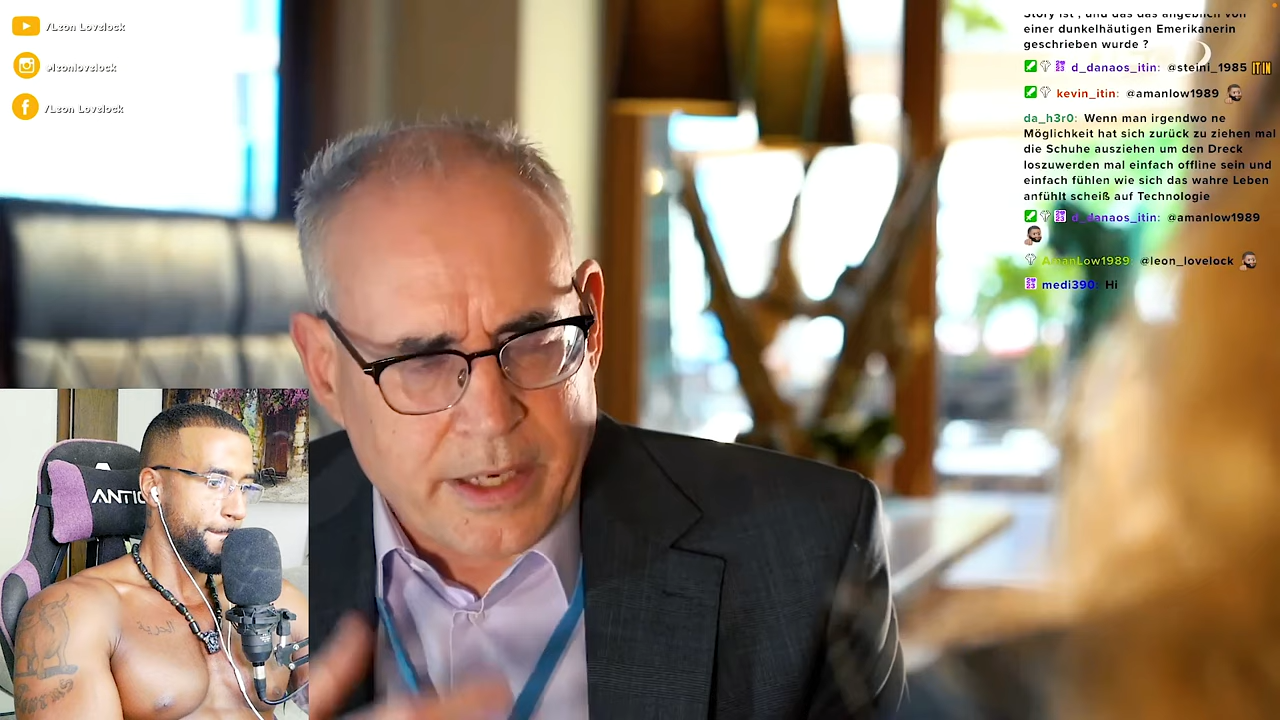 /Leon Lovelock
leonlovelock
/Leon Lovelock
Story ist , und das das angeblich von
einer dunkelhäutigen Emerikanerin
geschrieben wurde ?
d_danaos_itin: @steini_1985 IT IN
kevin_itin: @amanlow1989
da_h3r0: Wenn man irgendwo ne
Möglichkeit hat sich zurück zu ziehen mal
die Schuhe ausziehen um den Dreck
loszuwerden mal einfach offline sein und
einfach fühlen wie sich das wahre Leben
anfühlt scheiß auf Technologie
d_danaos_itin: @amanlow1989
AmanLow1989 @leon_lovelock
medi390: Hi
ANTIC